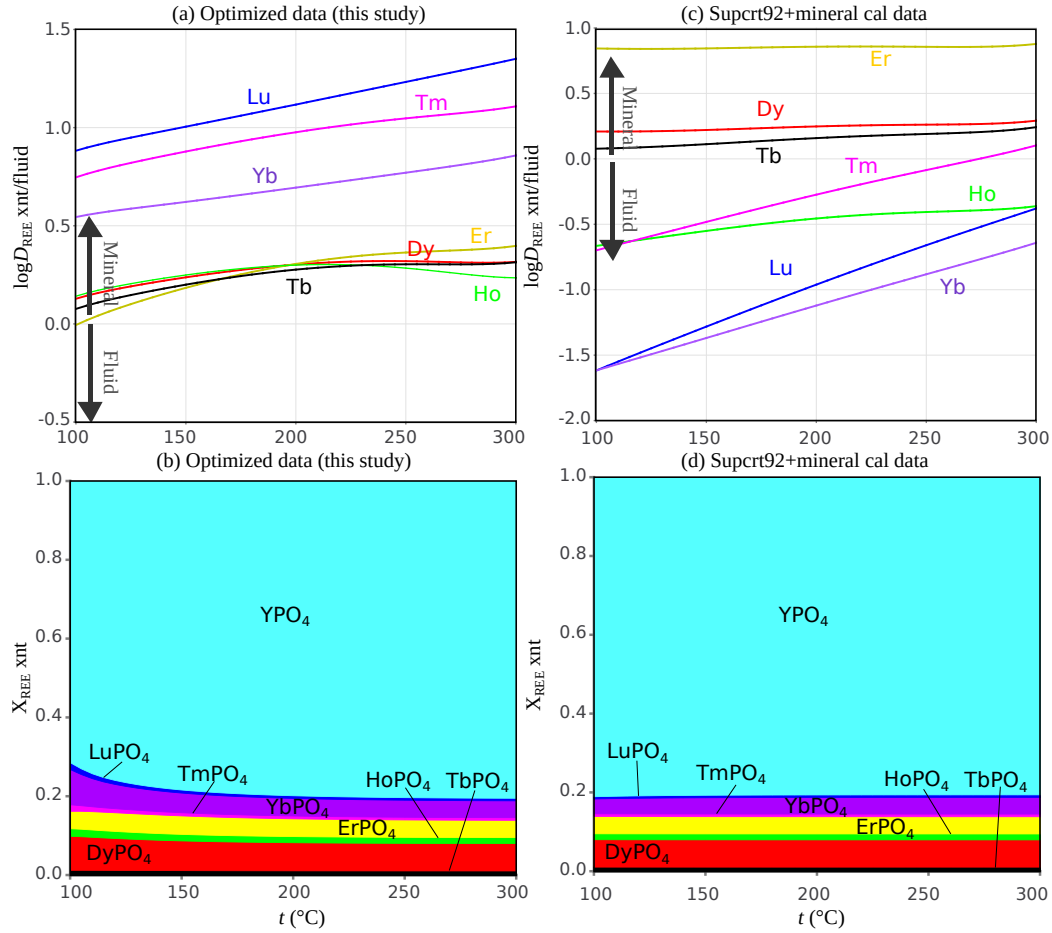 (a) Optimized data (this study)
1.5
1.0
0.5
0.0
-0.5
logD_REE xnt/fluid
Lu
Tm
Yb
Er
Dy
Tb
Ho
Mineral
Fluid
100
150
200
250
300
(c) Supcrt92+mineral cal data
1.0
0.5
0.0
-0.5
-1.0
-1.5
-2.0
logD_REE xnt/fluid
Er
Dy
Tb
Tm
Ho
Lu
Yb
Mineral
Fluid
100
150
200
250
300
(b) Optimized data (this study)
1.0
0.8
0.6
0.4
0.2
0.0
X_REE xnt
YPO₄
LuPO₄
TmPO₄
HoPO₄
TbPO₄
YbPO₄
ErPO₄
DyPO₄
100
150
200
250
300
t (°C)
(d) Supcrt92+mineral cal data
1.0
0.8
0.6
0.4
0.2
0.0
X_REE xnt
YPO₄
LuPO₄
TmPO₄
HoPO₄
TbPO₄
YbPO₄
ErPO₄
DyPO₄
100
150
200
250
300
t (°C)